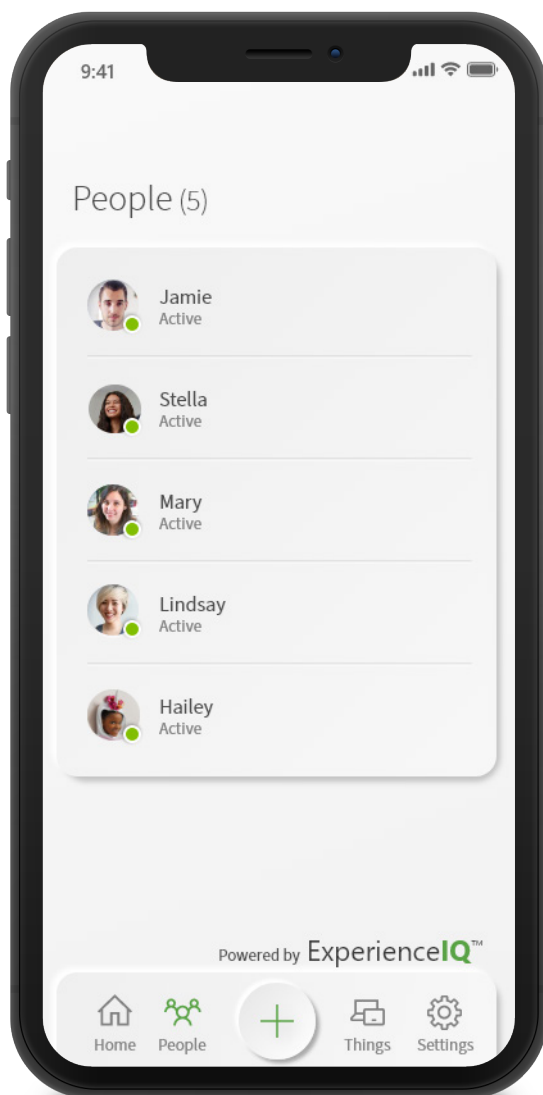 9:41
People (5)
Jamie
Active
Stella
Active
Mary
Active
Lindsay
Active
Hailey
Active
Powered by ExperienceIQ™
Home People Things Settings